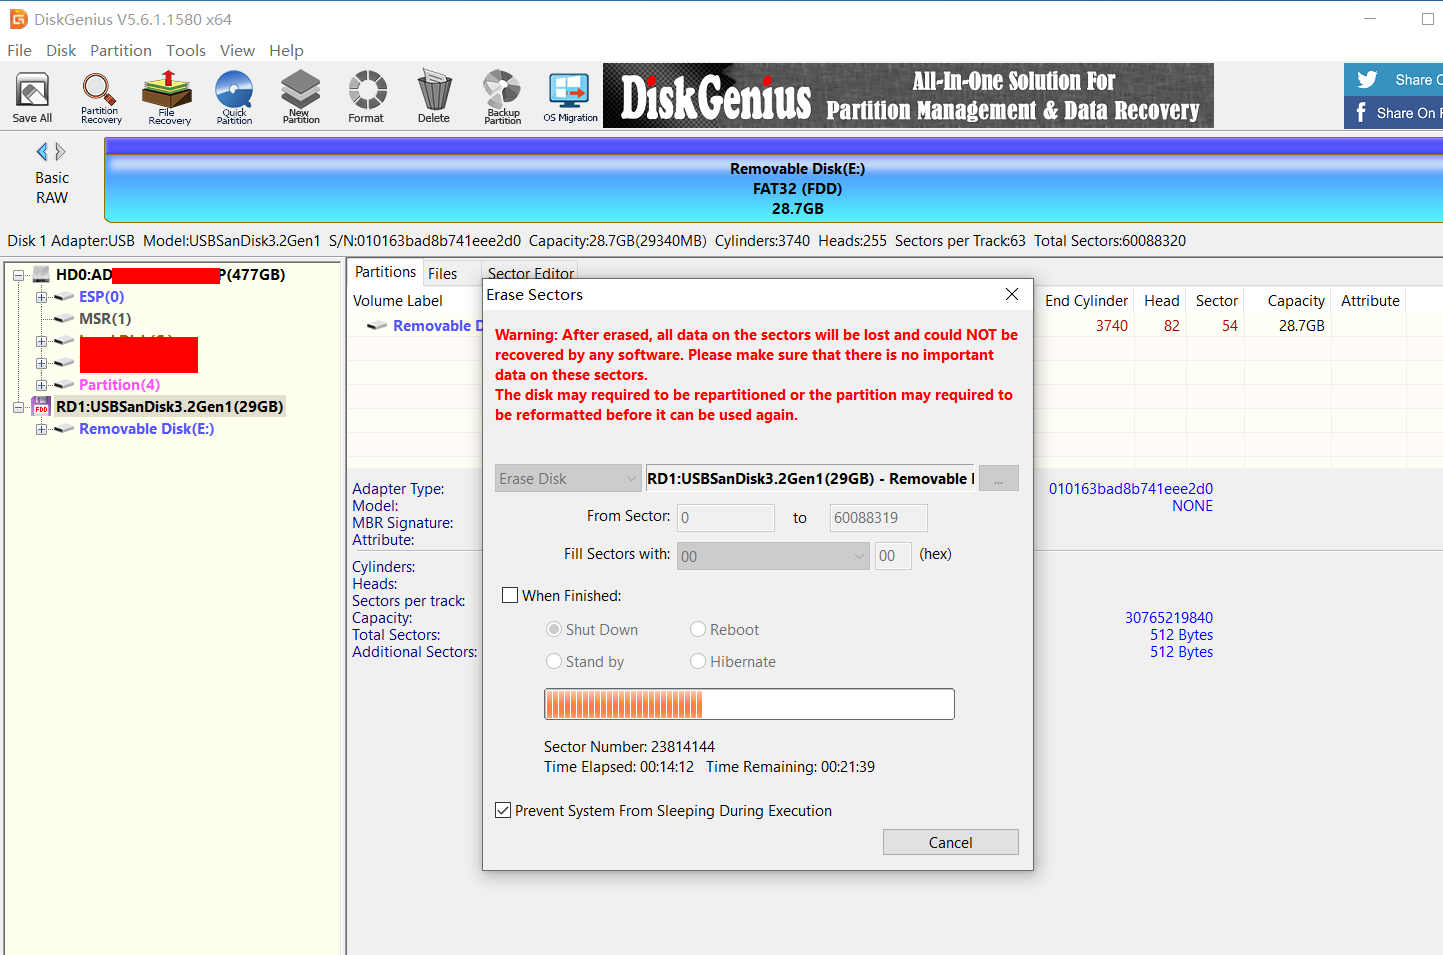 DiskGenius V5.6.1.1580 x64
File Disk Partition Tools View Help
Save All
Partition Recovery
File Recovery
Quick Partition
New Partition
Format
Delete
Backup Partition
OS Migration
DiskGenius
All-In-One Solution For
Partition Management & Data Recovery
Share O
Share On F
Basic
RAW
Removable Disk(E:)
FAT32 (FDD)
28.7GB
Disk 1 Adapter:USB Model:USBSanDisk3.2Gen1 S/N:010163bad8b741eee2d0 Capacity:28.7GB(29340MB) Cylinders:3740 Heads:255 Sectors per Track:63 Total Sectors:60088320
HD0:AD P(477GB)
ESP(0)
MSR(1)
Partition(4)
FDD
RD1:USBSanDisk3.2Gen1(29GB)
Removable Disk(E:)
Partitions Files Sector Editor
Volume Label End Cylinder Head Sector Capacity Attribute
Removable D 3740 82 54 28.7GB
Adapter Type: 010163bad8b741eee2d0
Model: NONE
MBR Signature:
Attribute:
Cylinders:
Heads:
Sectors per track:
Capacity: 30765219840
Total Sectors: 512 Bytes
Additional Sectors: 512 Bytes
Erase Sectors
Warning: After erased, all data on the sectors will be lost and could NOT be
recovered by any software. Please make sure that there is no important
data on these sectors.
The disk may required to be repartitioned or the partition may required to
be reformatted before it can be used again.
Erase Disk RD1:USBSanDisk3.2Gen1(29GB) - Removable ...
From Sector: 0 to 60088319
Fill Sectors with: 00 00 (hex)
When Finished:
Shut Down Reboot
Stand by Hibernate
Sector Number: 23814144
Time Elapsed: 00:14:12 Time Remaining: 00:21:39
Prevent System From Sleeping During Execution
Cancel